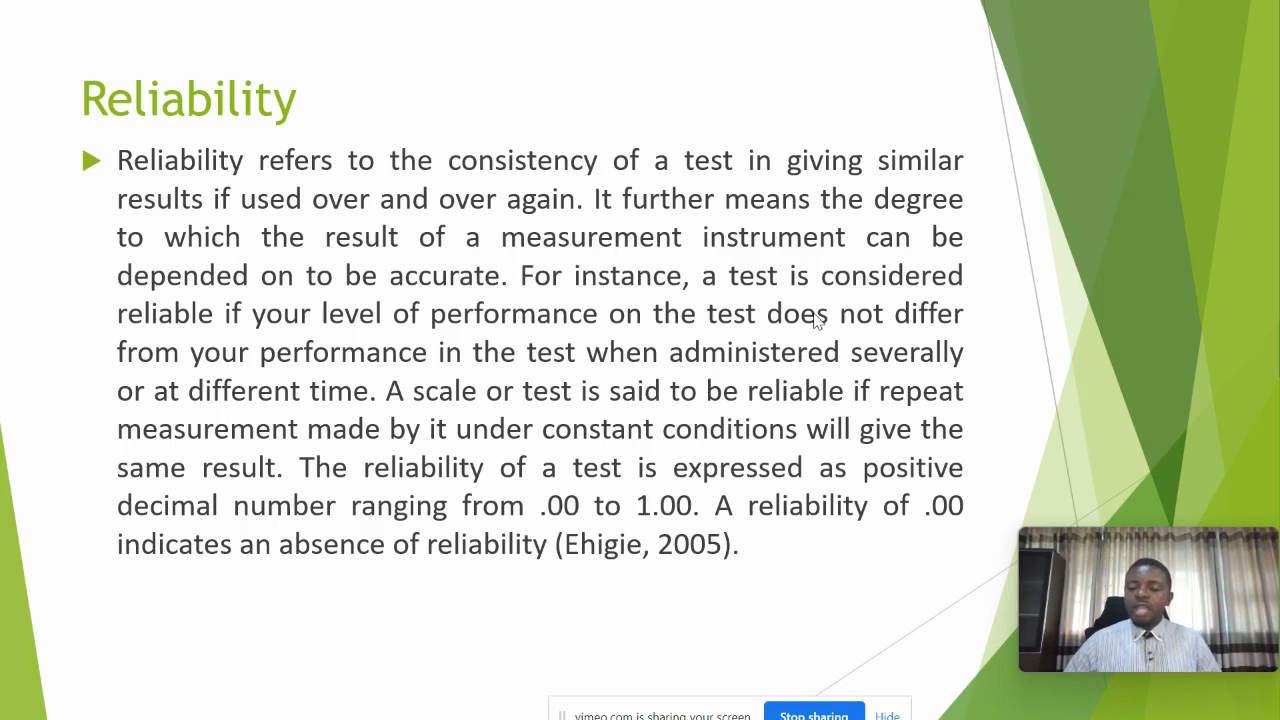 Reliability
Reliability refers to the consistency of a test in giving similar
results if used over and over again. It further means the degree
to which the result of a measurement instrument can be
depended on to be accurate. For instance, a test is considered
reliable if your level of performance on the test does not differ
from your performance in the test when administered severally
or at different time. A scale or test is said to be reliable if repeat
measurement made by it under constant conditions will give the
same result. The reliability of a test is expressed as positive
decimal number ranging from .00 to 1.00. A reliability of .00
indicates an absence of reliability (Ehigie, 2005).
vimeo.com is sharing your screen. Stop sharing Hide